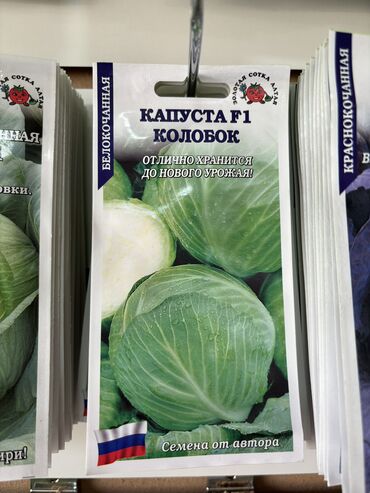 БЕЛОКОЧАННАЯ
ЗОЛОТАЯ СОТКА АЛТАЯ
КАПУСТА F1
КОЛОБОК
ОТЛИЧНО ХРАНИТСЯ
ДО НОВОГО УРОЖАЯ!
Семена от автора
ЗОЛОТАЯ СОТКА АЛТАЯ
КРАСНОКОЧАННАЯ